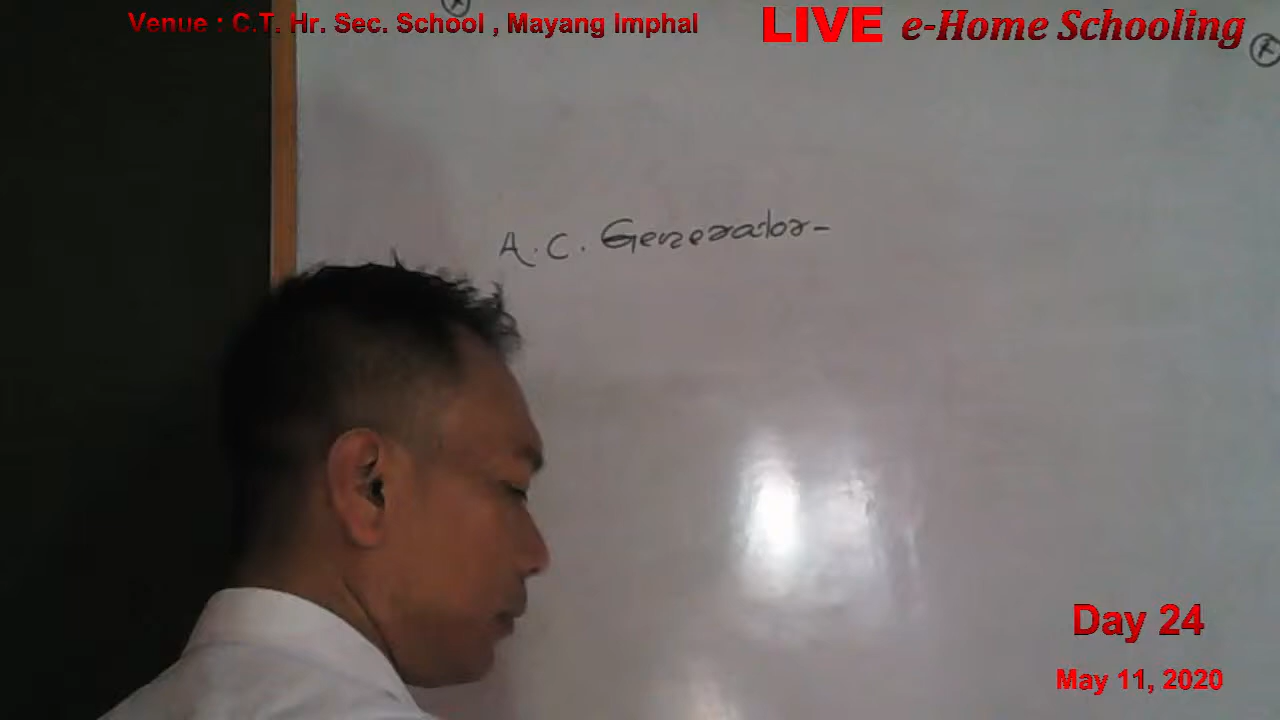 Venue : C.T. Hr. Sec. School , Mayang Imphal
LIVE e-Home Schooling
A.C. Generator-
Day 24
May 11, 2020